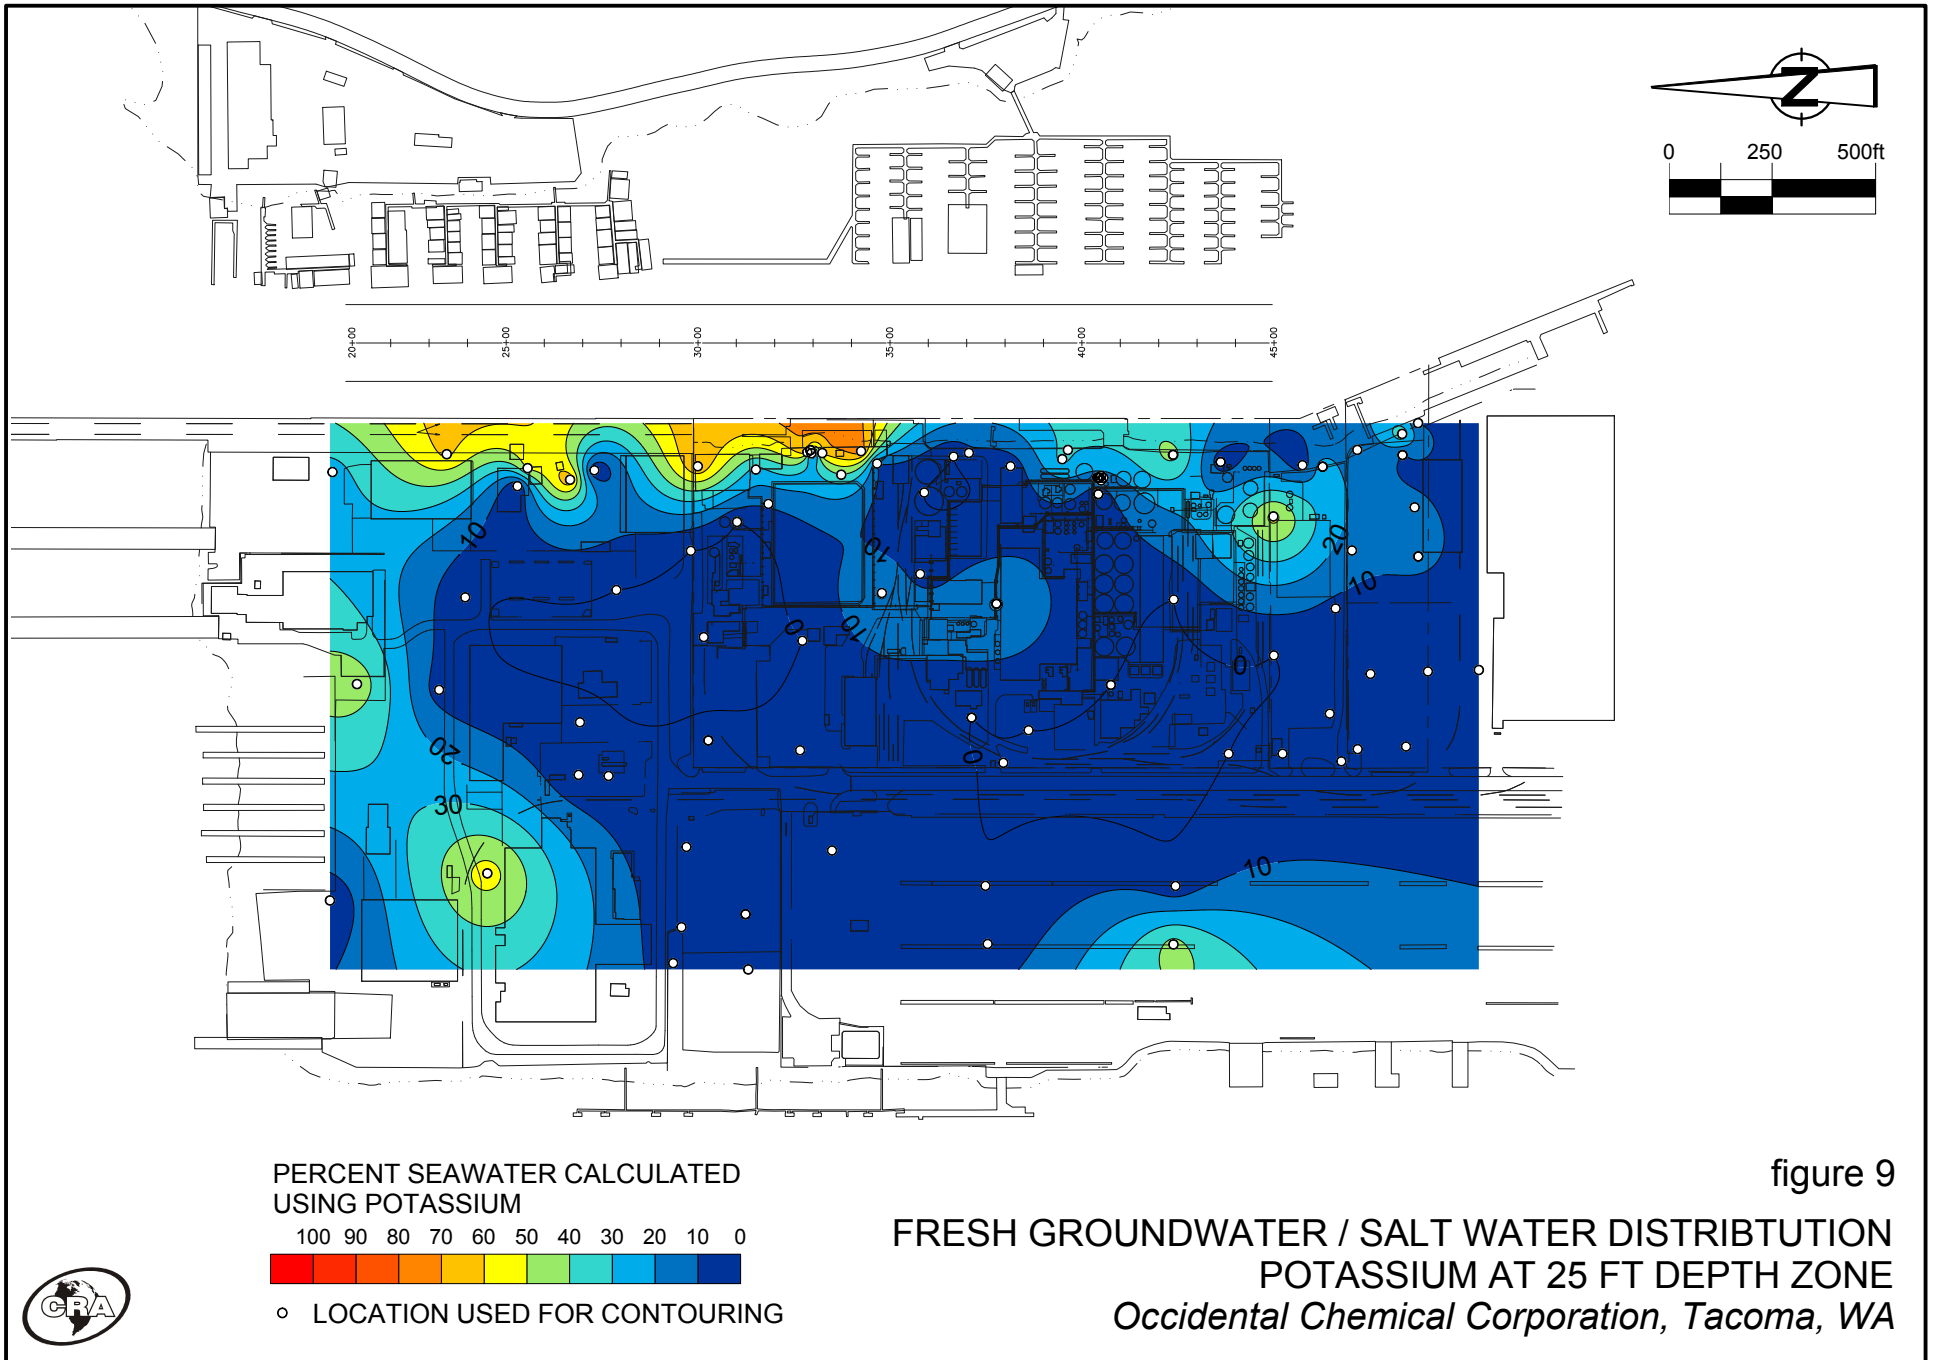 N
0 250 500ft
20+00 25+00 30+00 35+00 40+00 45+00
10
10
20
10
10
0
0
20
0
30
10
PERCENT SEAWATER CALCULATED
USING POTASSIUM
100 90 80 70 60 50 40 30 20 10 0
LOCATION USED FOR CONTOURING
CRA
figure 9
FRESH GROUNDWATER / SALT WATER DISTRIBTUTION
POTASSIUM AT 25 FT DEPTH ZONE
Occidental Chemical Corporation, Tacoma, WA